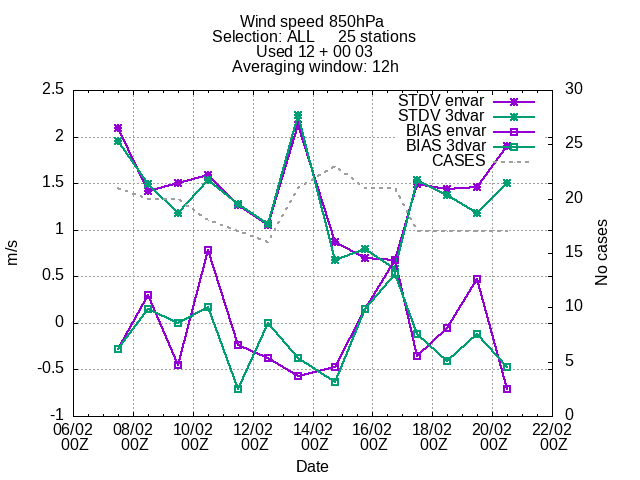 Wind speed 850hPa
Selection: ALL     25 stations
Used 12 + 00 03
Averaging window: 12h
2.5
2
1.5
1
0.5
0
-0.5
-1
m/s
30
25
20
15
10
5
0
No cases
STDV envar
STDV 3dvar
BIAS envar
BIAS 3dvar
CASES
06/02 08/02 10/02 12/02 14/02 16/02 18/02 20/02 22/02
00Z 00Z 00Z 00Z 00Z 00Z 00Z 00Z 00Z
Date